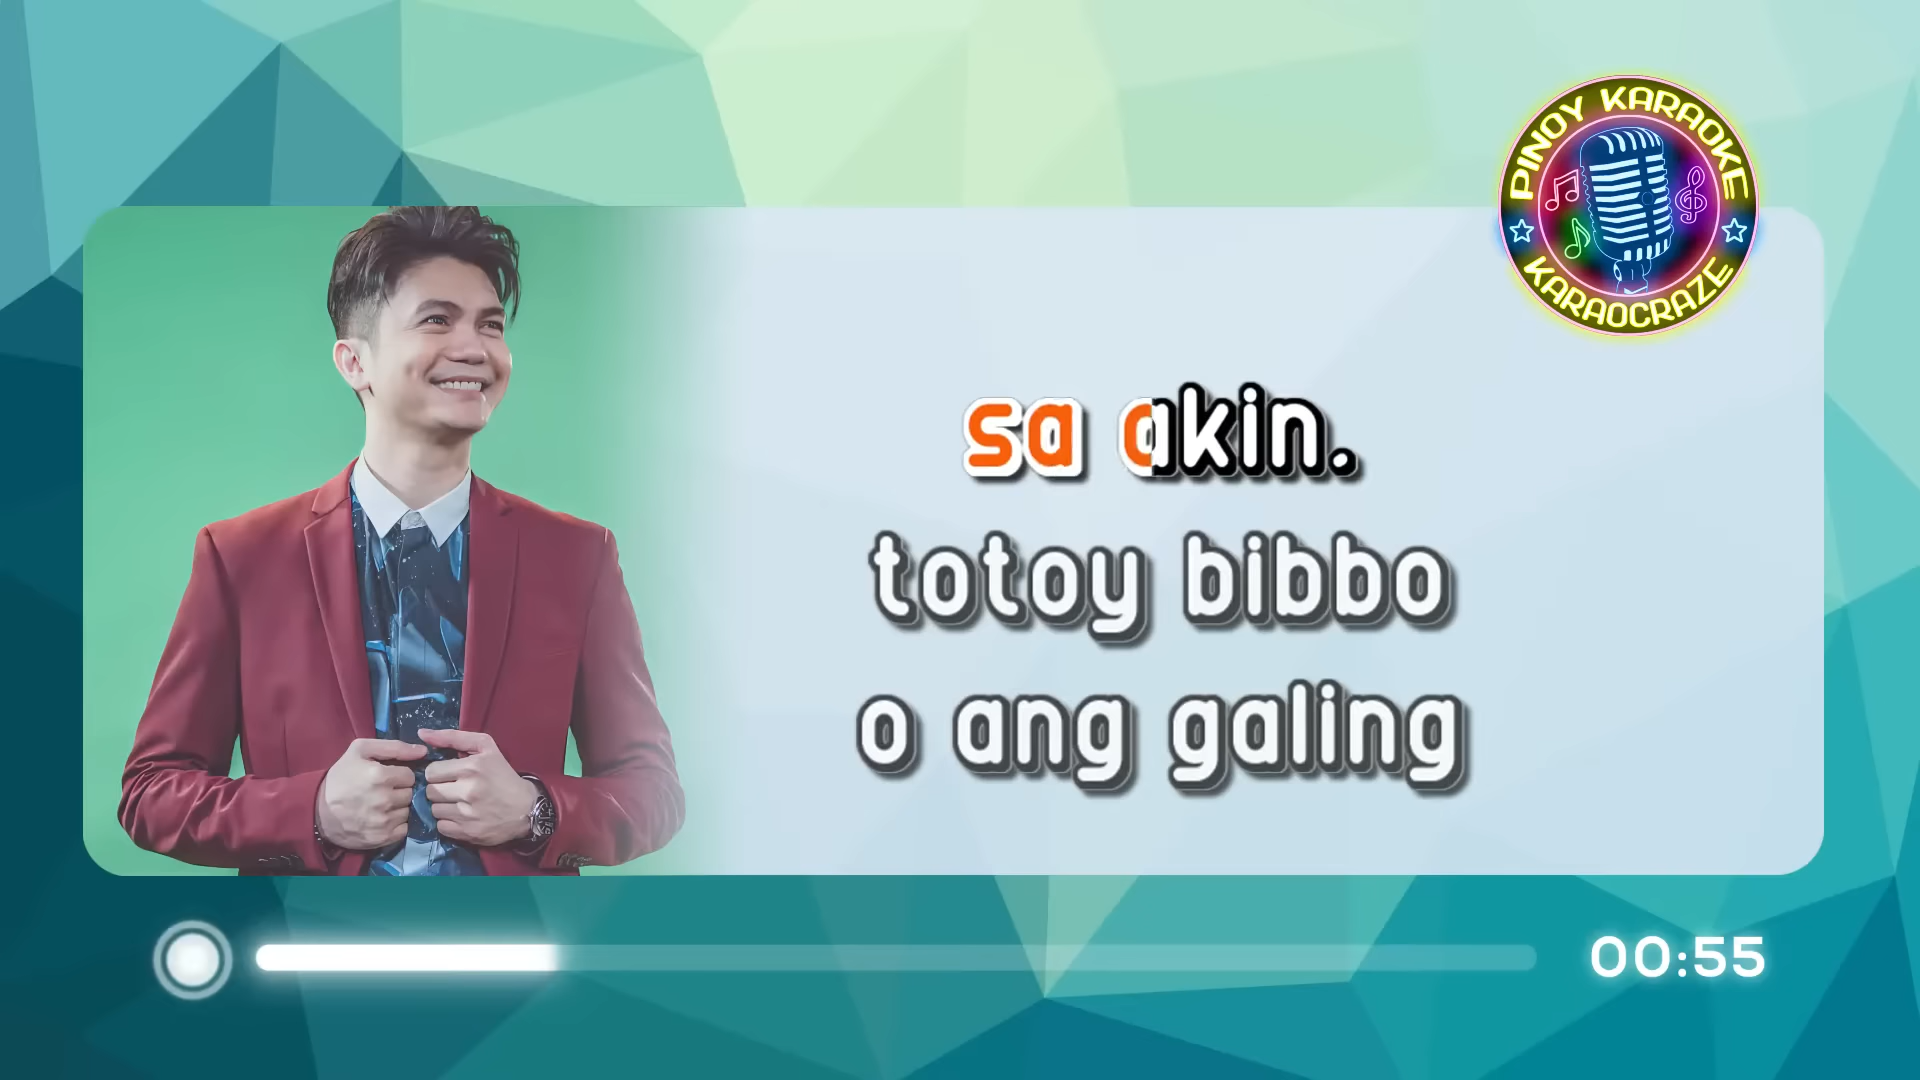 PINOY KARAOKE
KARAOCRAZE
sa akin.
totoy bibbo
o ang galing
00:55